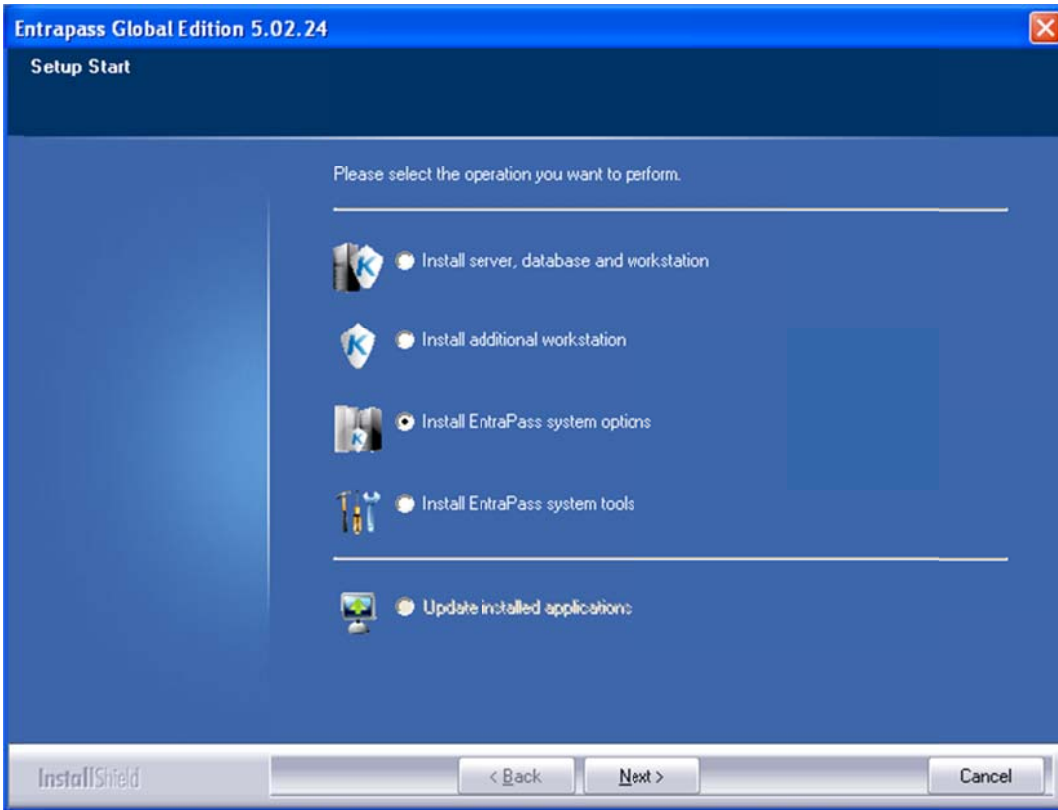 Entrapass Global Edition 5.02.24
Setup Start
Please select the operation you want to perform.
Install server, database and workstation
Install additional workstation
Install EntraPass system options
Install EntraPass system tools
Update installed applications
InstallShield
< Back
Next >
Cancel